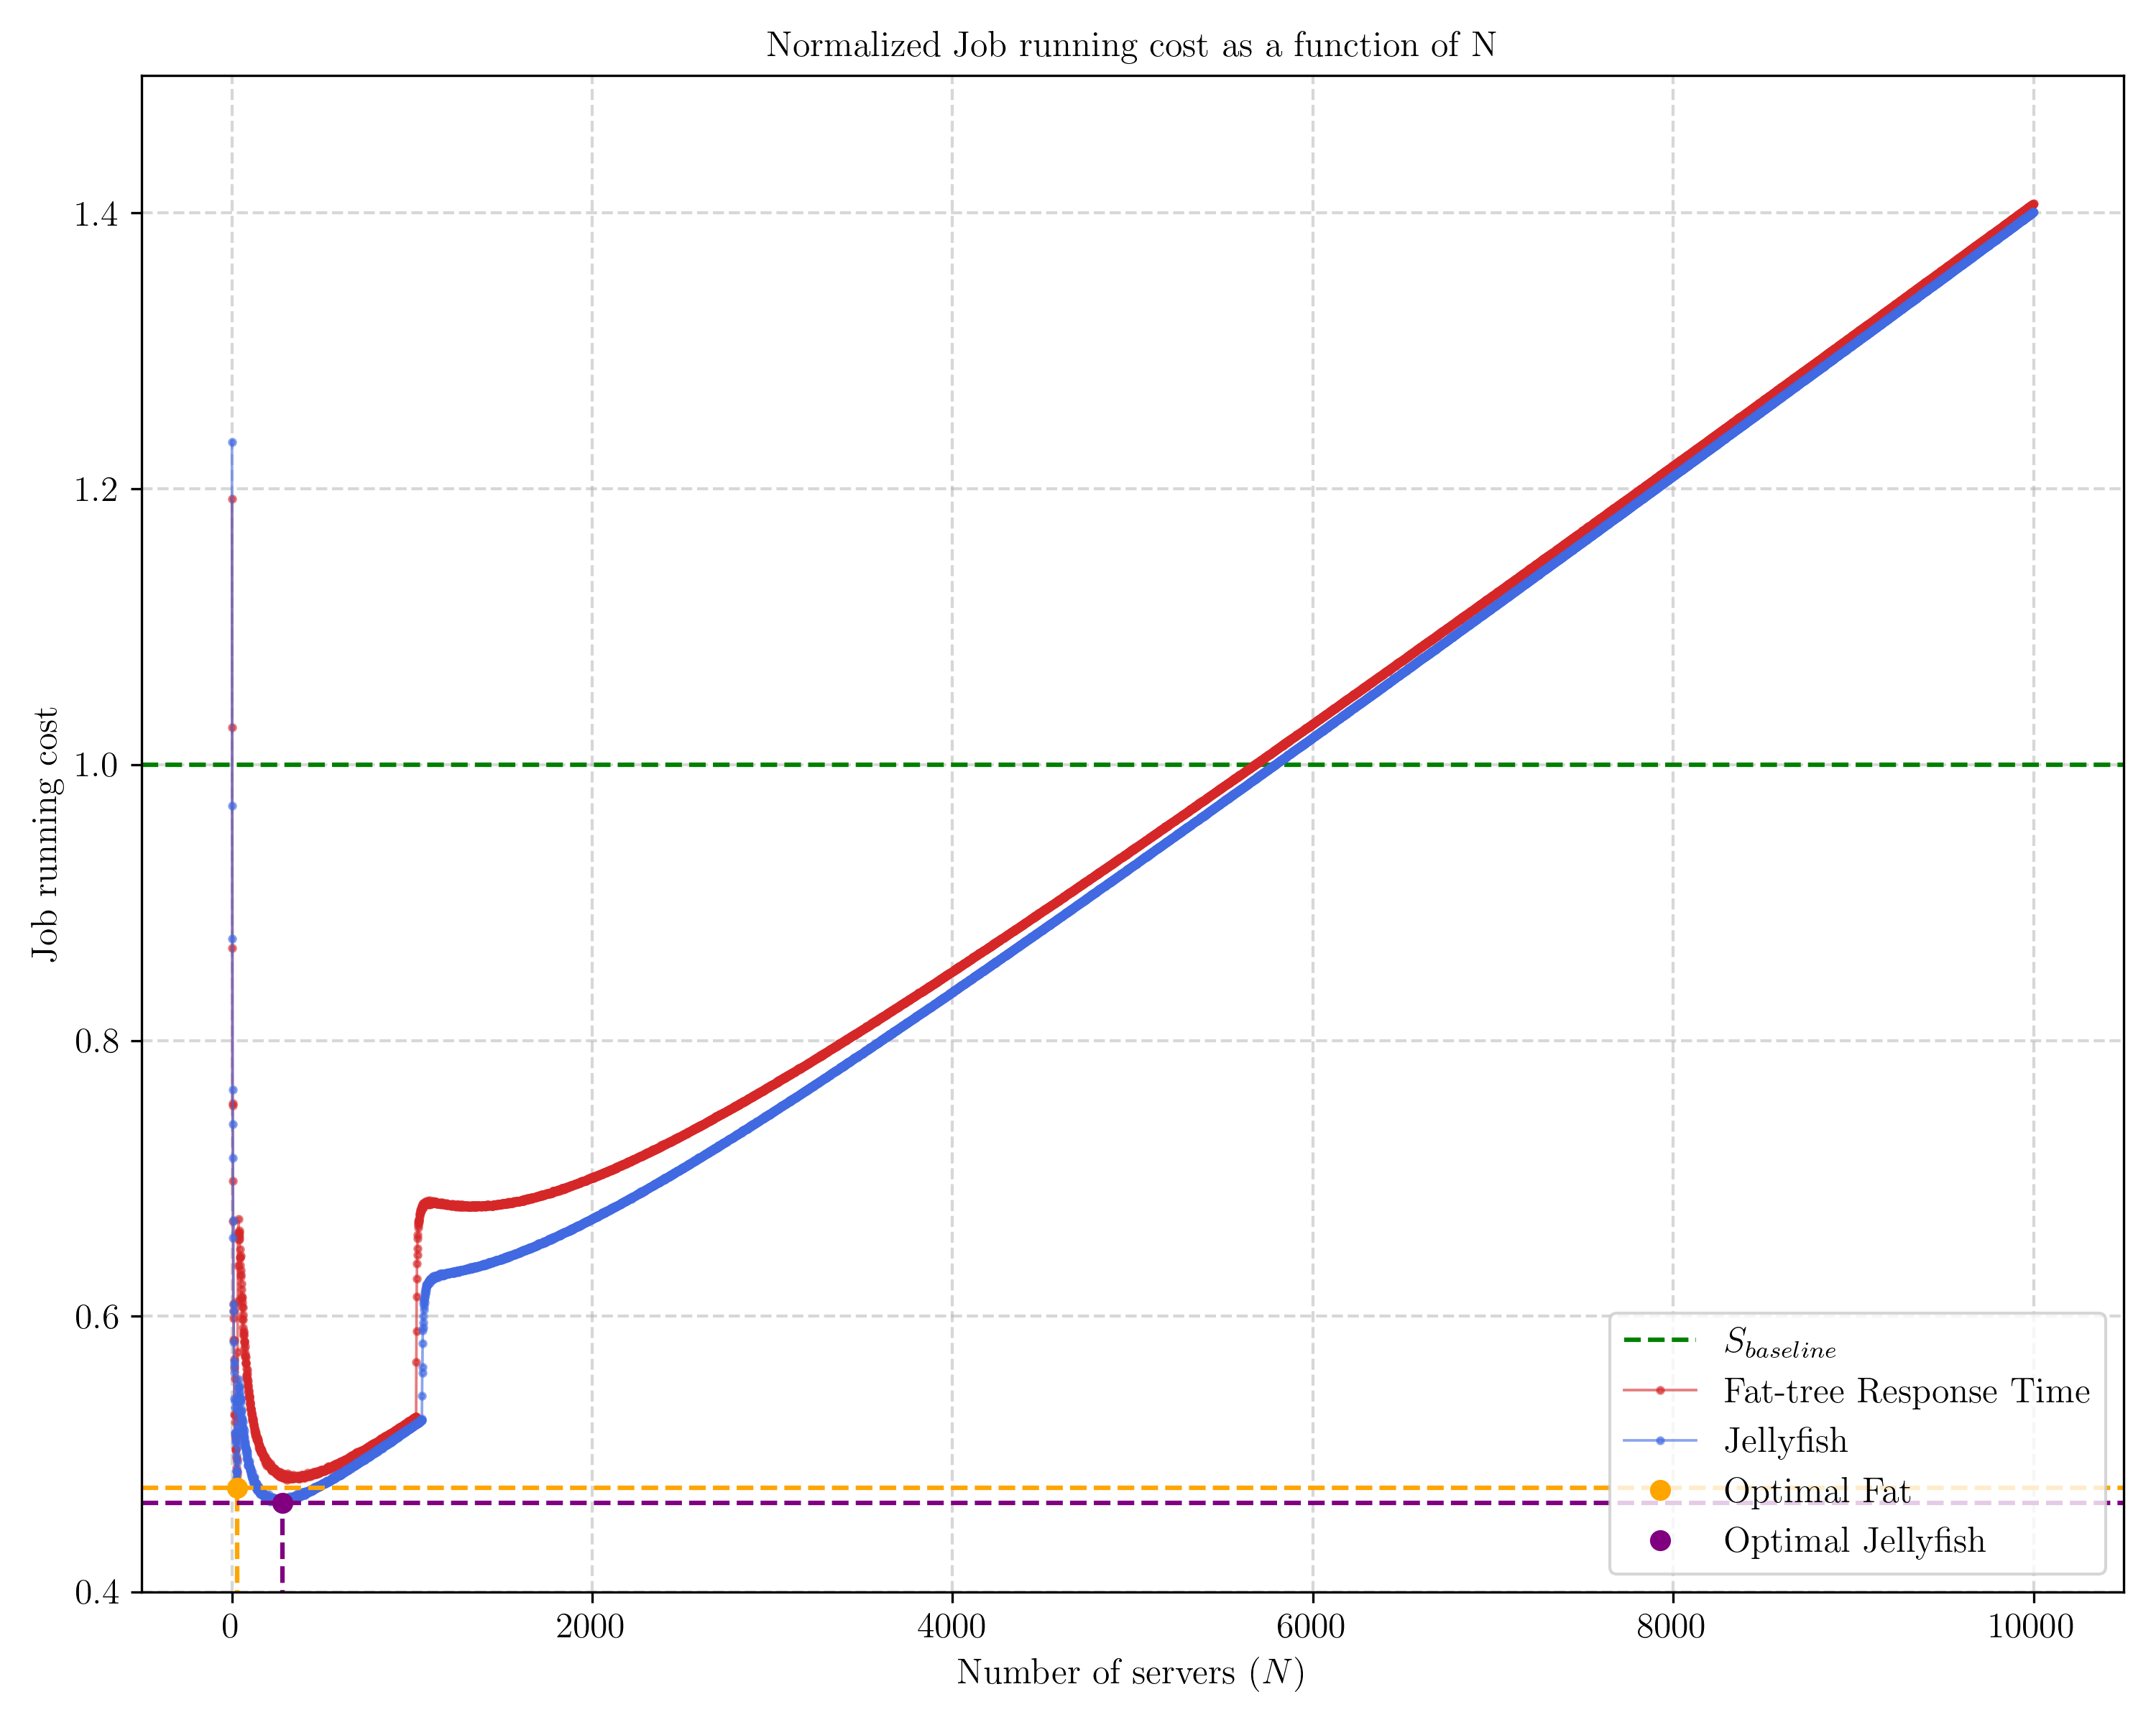 Normalized Job running cost as a function of N
Job running cost
1.4
1.2
1.0
0.8
0.6
0.4
0
2000
4000
6000
8000
10000
Number of servers (N)
S_baseline
Fat-tree Response Time
Jellyfish
Optimal Fat
Optimal Jellyfish